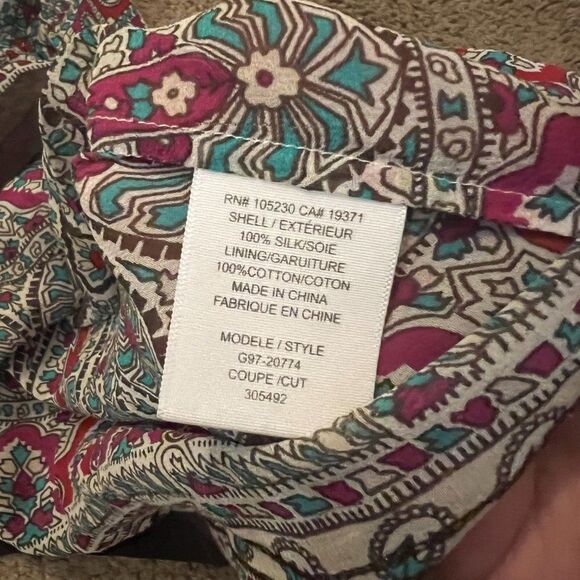 RN# 105230 CA# 19371
SHELL / EXTÉRIEUR
100% SILK/SOIE
LINING/GARUITURE
100%COTTON/COTON
MADE IN CHINA
FABRIQUE EN CHINE
MODELE / STYLE
G97-20774
COUPE /CUT
305492